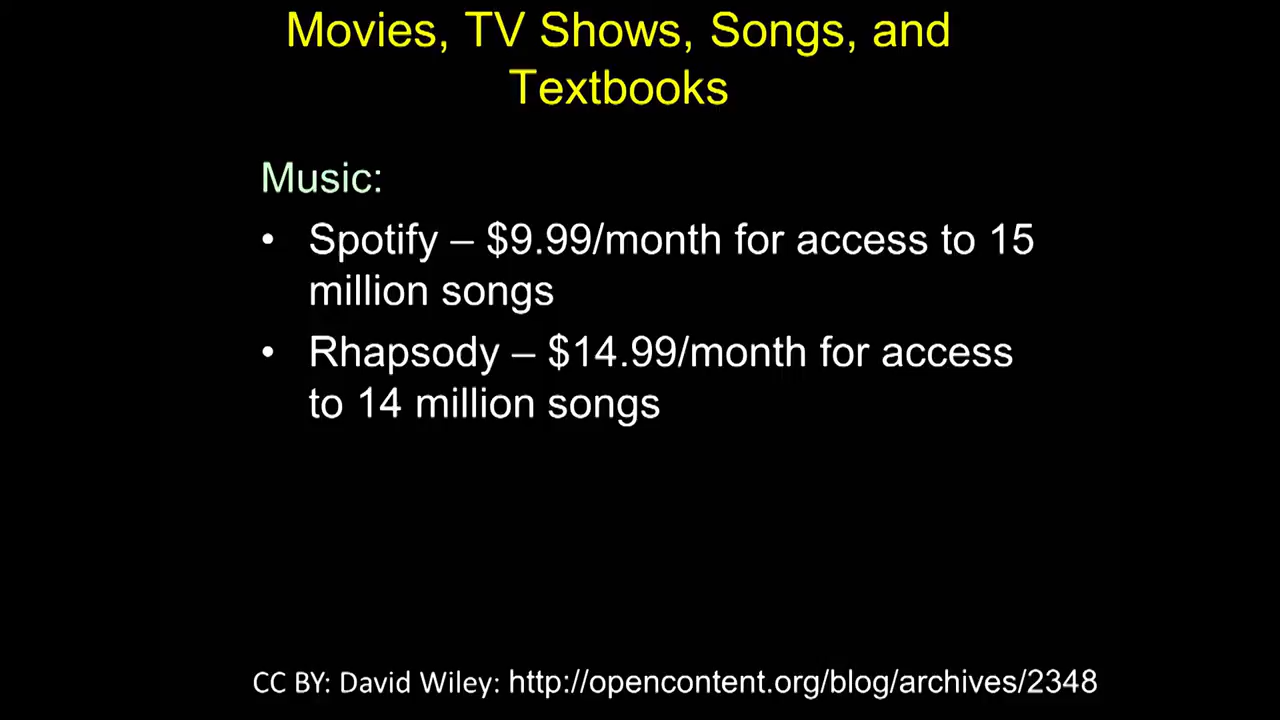 Movies, TV Shows, Songs, and
Textbooks
Music:
• Spotify – $9.99/month for access to 15
million songs
• Rhapsody – $14.99/month for access
to 14 million songs
CC BY: David Wiley: http://opencontent.org/blog/archives/2348